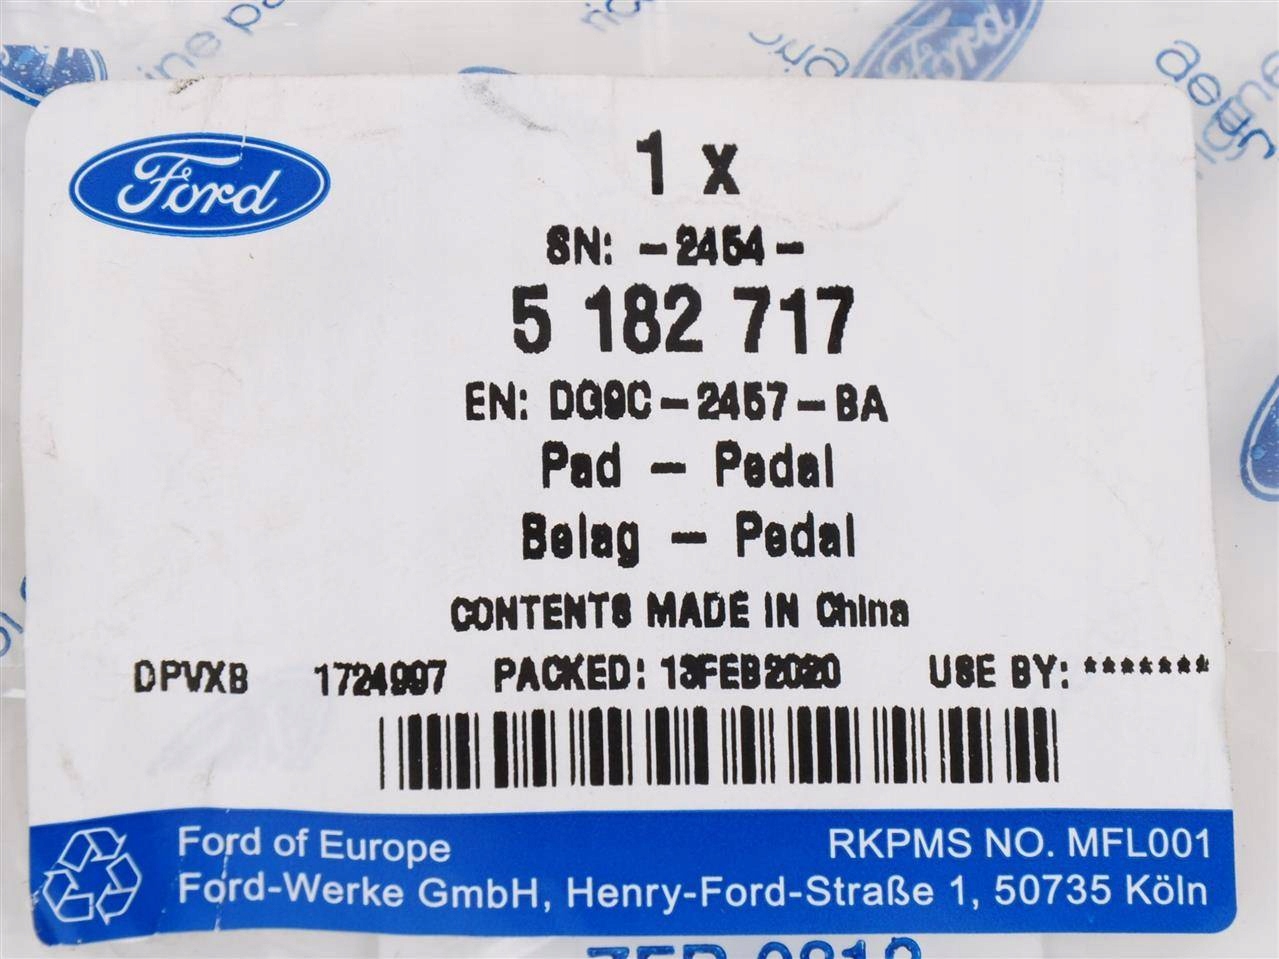 Ford
1 x
SN: -2454-
5 182 717
EN: DG9C-2457-BA
Pad - Pedal
Belag - Pedal
CONTENTS MADE IN China
DPVXB 1724997 PACKED: 13FEB2020 USE BY: *******
Ford of Europe RKPMS NO. MFL001
Ford-Werke GmbH, Henry-Ford-Straße 1, 50735 Köln